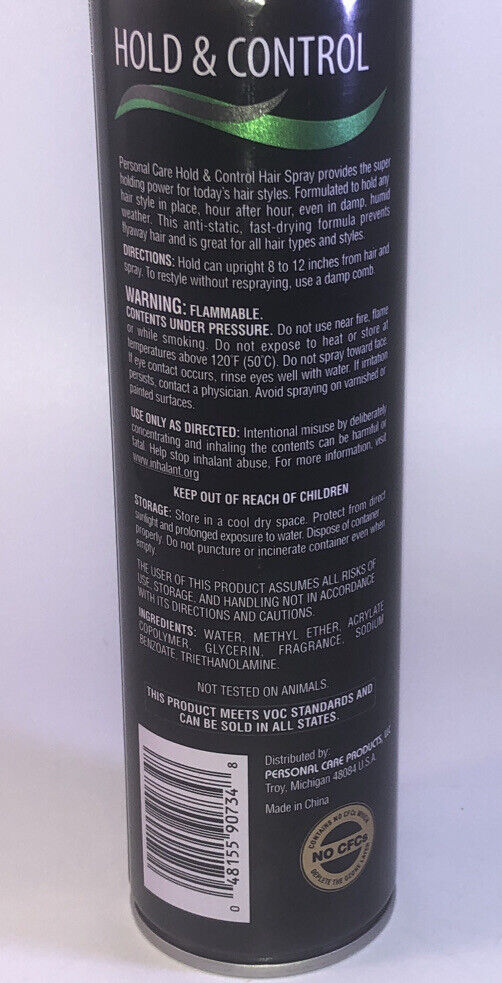 HOLD & CONTROL
Personal Care Hold & Control Hair Spray provides the super
holding power for today's hair styles. Formulated to hold any
hair style in place, hour after hour, even in damp, humid
weather. This anti-static, fast-drying formula prevents
flyaway hair and is great for all hair types and styles.
DIRECTIONS: Hold can upright 8 to 12 inches from hair and
spray. To restyle without respraying, use a damp comb.
WARNING: FLAMMABLE.
CONTENTS UNDER PRESSURE. Do not use near fire, flame
or while smoking. Do not expose to heat or store at
temperatures above 120°F (50°C). Do not spray toward face.
If eye contact occurs, rinse eyes well with water. If irritation
persists, contact a physician. Avoid spraying on varnished or
painted surfaces.
USE ONLY AS DIRECTED: Intentional misuse by deliberately
concentrating and inhaling the contents can be harmful or
fatal. Help stop inhalant abuse, For more information, visit
www.inhalant.org
KEEP OUT OF REACH OF CHILDREN
STORAGE: Store in a cool dry space. Protect from direct
sunlight and prolonged exposure to water. Dispose of container
properly. Do not puncture or incinerate container even when
empty.
THE USER OF THIS PRODUCT ASSUMES ALL RISKS OF
USE, STORAGE, AND HANDLING NOT IN ACCORDANCE
WITH ITS DIRECTIONS AND CAUTIONS.
INGREDIENTS: WATER, METHYL ETHER, ACRYLATE
COPOLYMER, GLYCERIN, FRAGRANCE, SODIUM
BENZOATE, TRIETHANOLAMINE.
NOT TESTED ON ANIMALS.
THIS PRODUCT MEETS VOC STANDARDS AND
CAN BE SOLD IN ALL STATES.
Distributed by:
PERSONAL CARE PRODUCTS, LLC
Troy, Michigan 48084 U.S.A.
Made in China
0 48155 90734 8
CONTAINS NO CFCs WHICH
NO CFCs
DEPLETE THE OZONE LAYER